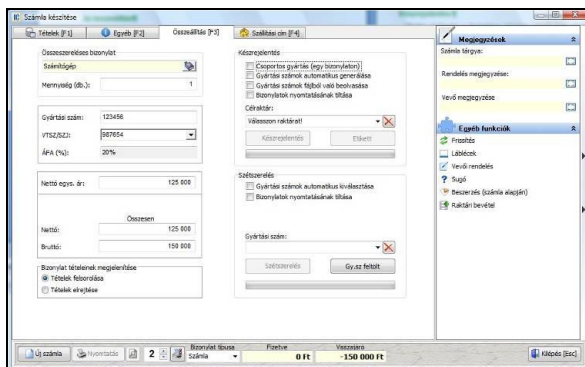 Számla készítése
Tételek [F1]
Egyéb [F2]
Összeállítás [F3]
Szállítási cím [F4]
Összeszereléses bizonylat
Számítógép
Mennyiség (db.): 1
Gyártási szám: 123456
VTSZ/SZJ: 987654
ÁFA (%): 20%
Nettó egys. ár: 125 000
Összesen
Nettó: 125 000
Bruttó: 150 000
Bizonylat tételeinek megjelenítése
Tételek felsorolása
Tételek elrejtése
Készrejelentés
Csoportos gyártás (egy bizonylaton)
Gyártási számok automatikus generálása
Gyártási számok fájlból való beolvasása
Bizonylatok nyomtatásának tiltása
Célraktár:
Válasszon raktárat!
Készrejelentés
Etikett
Szétszerelés
Gyártási számok automatikus kiválasztása
Bizonylatok nyomtatásának tiltása
Gyártási szám:
Szétszerelés
Gy.sz feltölt
Megjegyzések
Számla tárgya:
Rendelés megjegyzése:
Vevő megjegyzése
Egyéb funkciók
Frissítés
Láblécek
Vevői rendelés
Súgó
Beszerzés (számla alapján)
Raktári bevétel
Új számla
Nyomtatás
2
Bizonylat típusa
Számla
Fizetve
0 Ft
Visszajáró
-150 000 Ft
Kilépés [Esc]